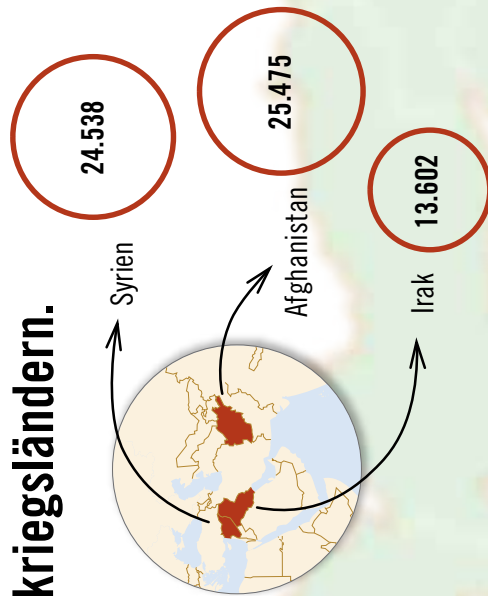 kriegsländern.
Syrien
24.538
Afghanistan
25.475
Irak
13.602